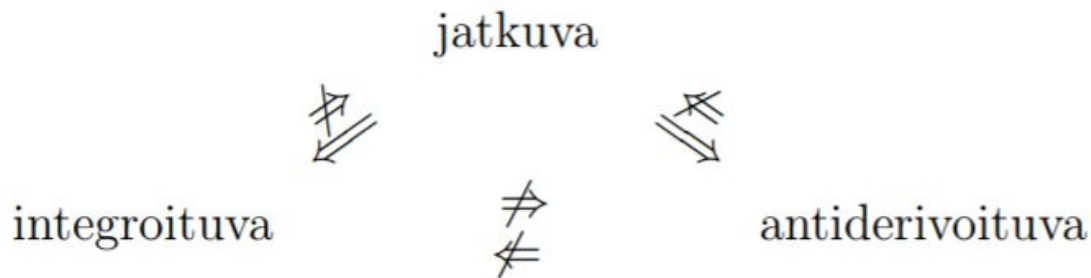 jatkuva
⇏ ⇐
⇒ ⇍
integroituva ⇏ antiderivoituva
⇍